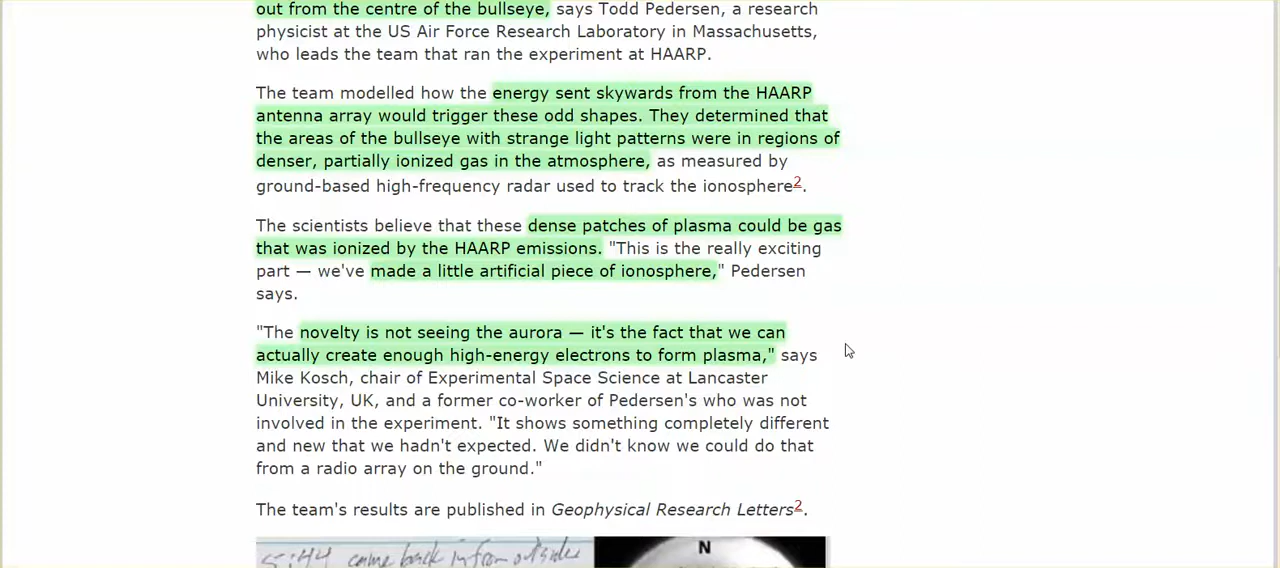 out from the centre of the bullseye, says Todd Pedersen, a research
physicist at the US Air Force Research Laboratory in Massachusetts,
who leads the team that ran the experiment at HAARP.
The team modelled how the energy sent skywards from the HAARP
antenna array would trigger these odd shapes. They determined that
the areas of the bullseye with strange light patterns were in regions of
denser, partially ionized gas in the atmosphere, as measured by
ground-based high-frequency radar used to track the ionosphere2.
The scientists believe that these dense patches of plasma could be gas
that was ionized by the HAARP emissions. "This is the really exciting
part — we've made a little artificial piece of ionosphere," Pedersen
says.
"The novelty is not seeing the aurora — it's the fact that we can
actually create enough high-energy electrons to form plasma," says
Mike Kosch, chair of Experimental Space Science at Lancaster
University, UK, and a former co-worker of Pedersen's who was not
involved in the experiment. "It shows something completely different
and new that we hadn't expected. We didn't know we could do that
from a radio array on the ground."
The team's results are published in Geophysical Research Letters2.
5:44 came back in from outside
N